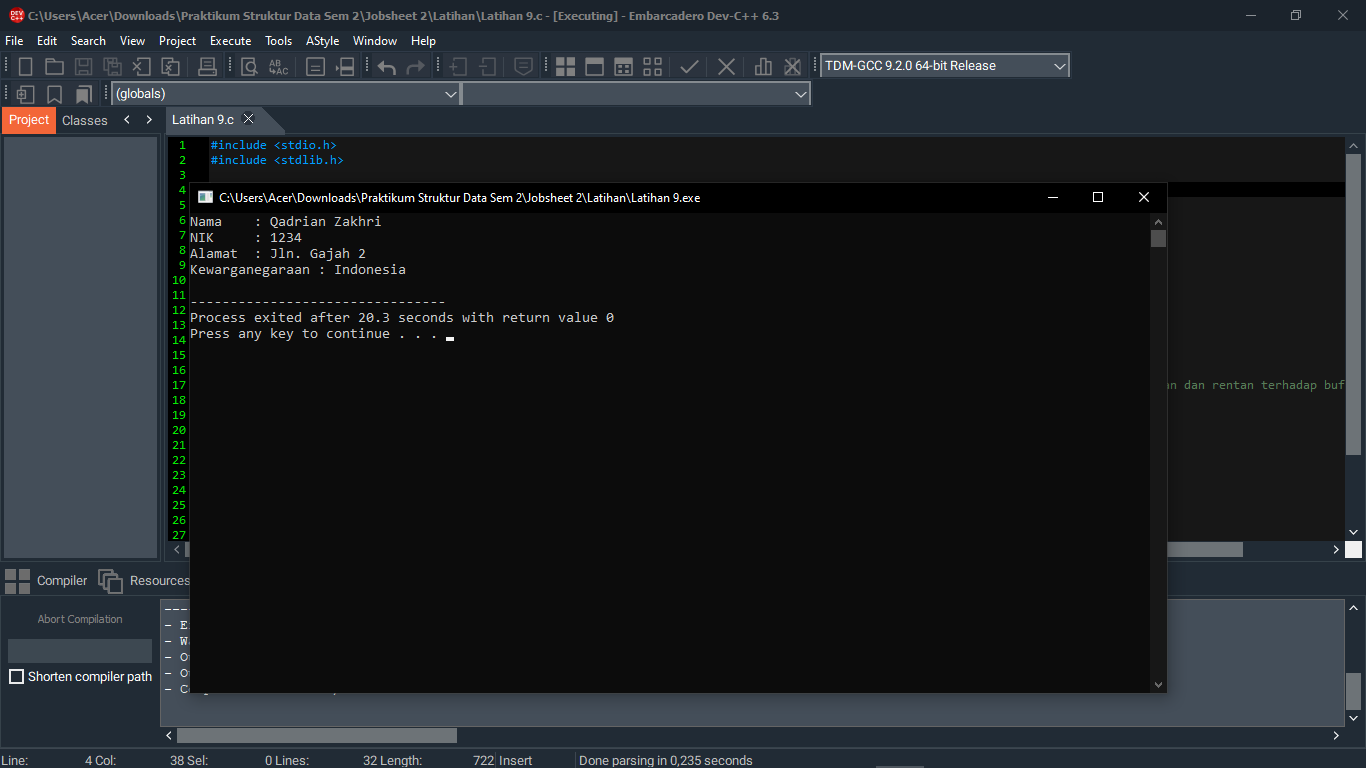 C:\Users\Acer\Downloads\Praktikum Struktur Data Sem 2\Jobsheet 2\Latihan\Latihan 9.c - [Executing] - Embarcadero Dev-C++ 6.3
File Edit Search View Project Execute Tools AStyle Window Help
TDM-GCC 9.2.0 64-bit Release
(globals)
Project Classes
Latihan 9.c
1 #include <stdio.h>
2 #include <stdlib.h>
3
4
5
6
7
8
9
10
11
12
13
14
15
16
17 dan rentan terhadap buf
18
19
20
21
22
23
24
25
26
27
C:\Users\Acer\Downloads\Praktikum Struktur Data Sem 2\Jobsheet 2\Latihan\Latihan 9.exe
Nama : Qadrian Zakhri
NIK : 1234
Alamat : Jln. Gajah 2
Kewarganegaraan : Indonesia
--------------------------------
Process exited after 20.3 seconds with return value 0
Press any key to continue . . .
Compiler Resources
Abort Compilation
Shorten compiler path
Line: 4 Col: 38 Sel: 0 Lines: 32 Length: 722 Insert Done parsing in 0,235 seconds